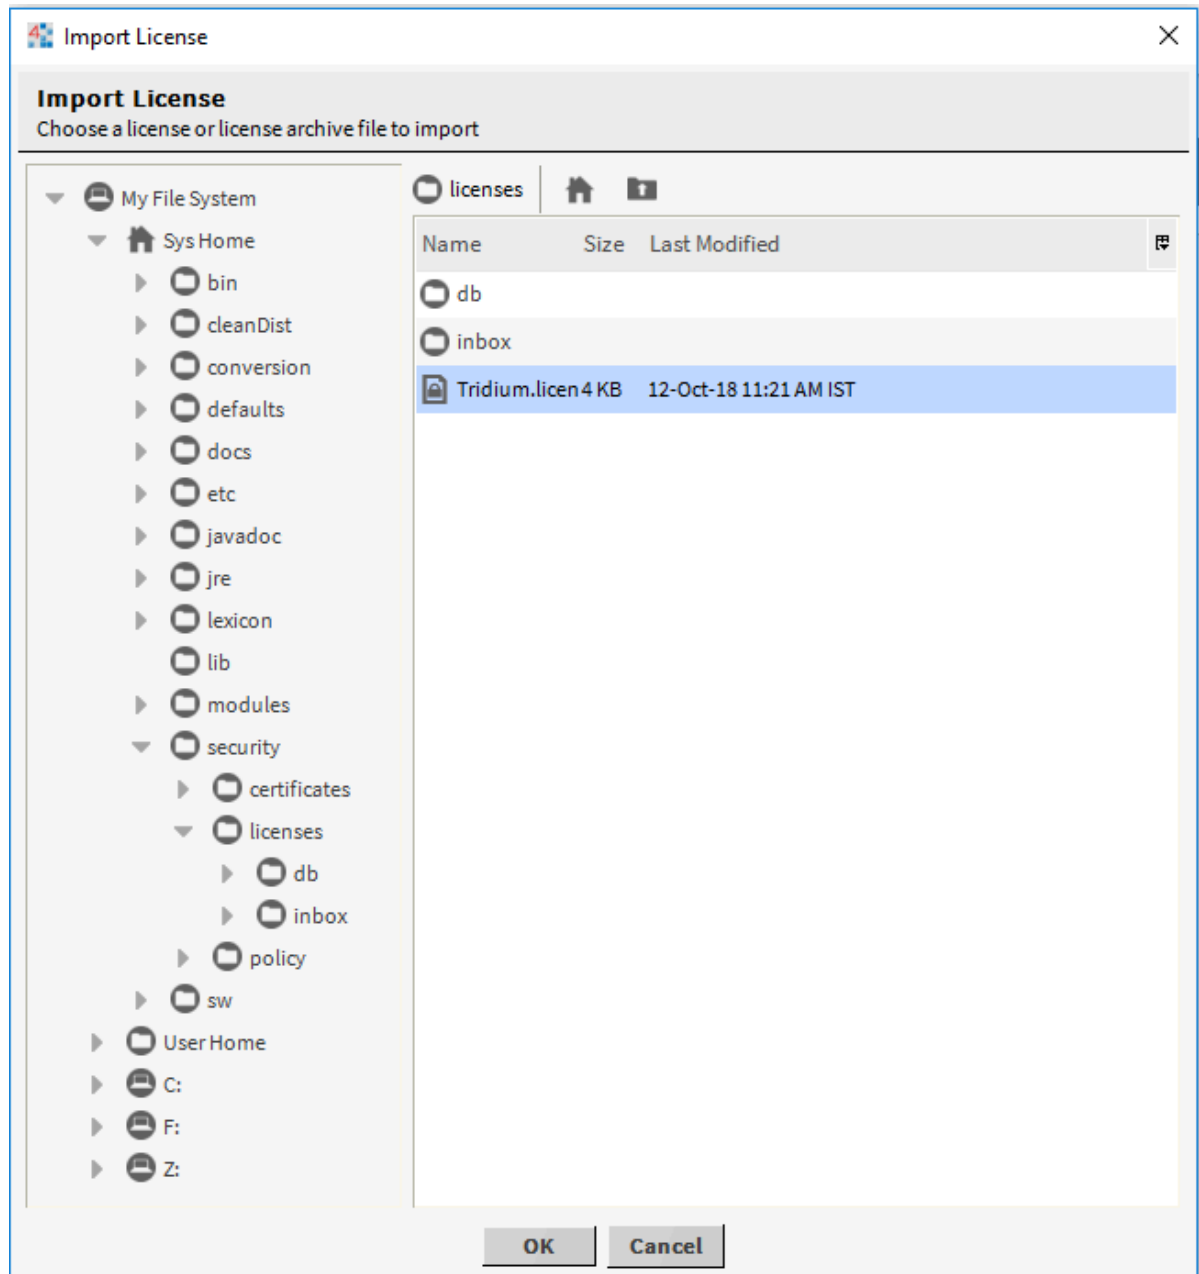 Import License
Import License
Choose a license or license archive file to import
My File System
Sys Home
bin
cleanDist
conversion
defaults
docs
etc
javadoc
jre
lexicon
lib
modules
security
certificates
licenses
db
inbox
policy
sw
User Home
C:
F:
Z:
licenses
Name Size Last Modified
db
inbox
Tridium.licen 4 KB 12-Oct-18 11:21 AM IST
OK Cancel